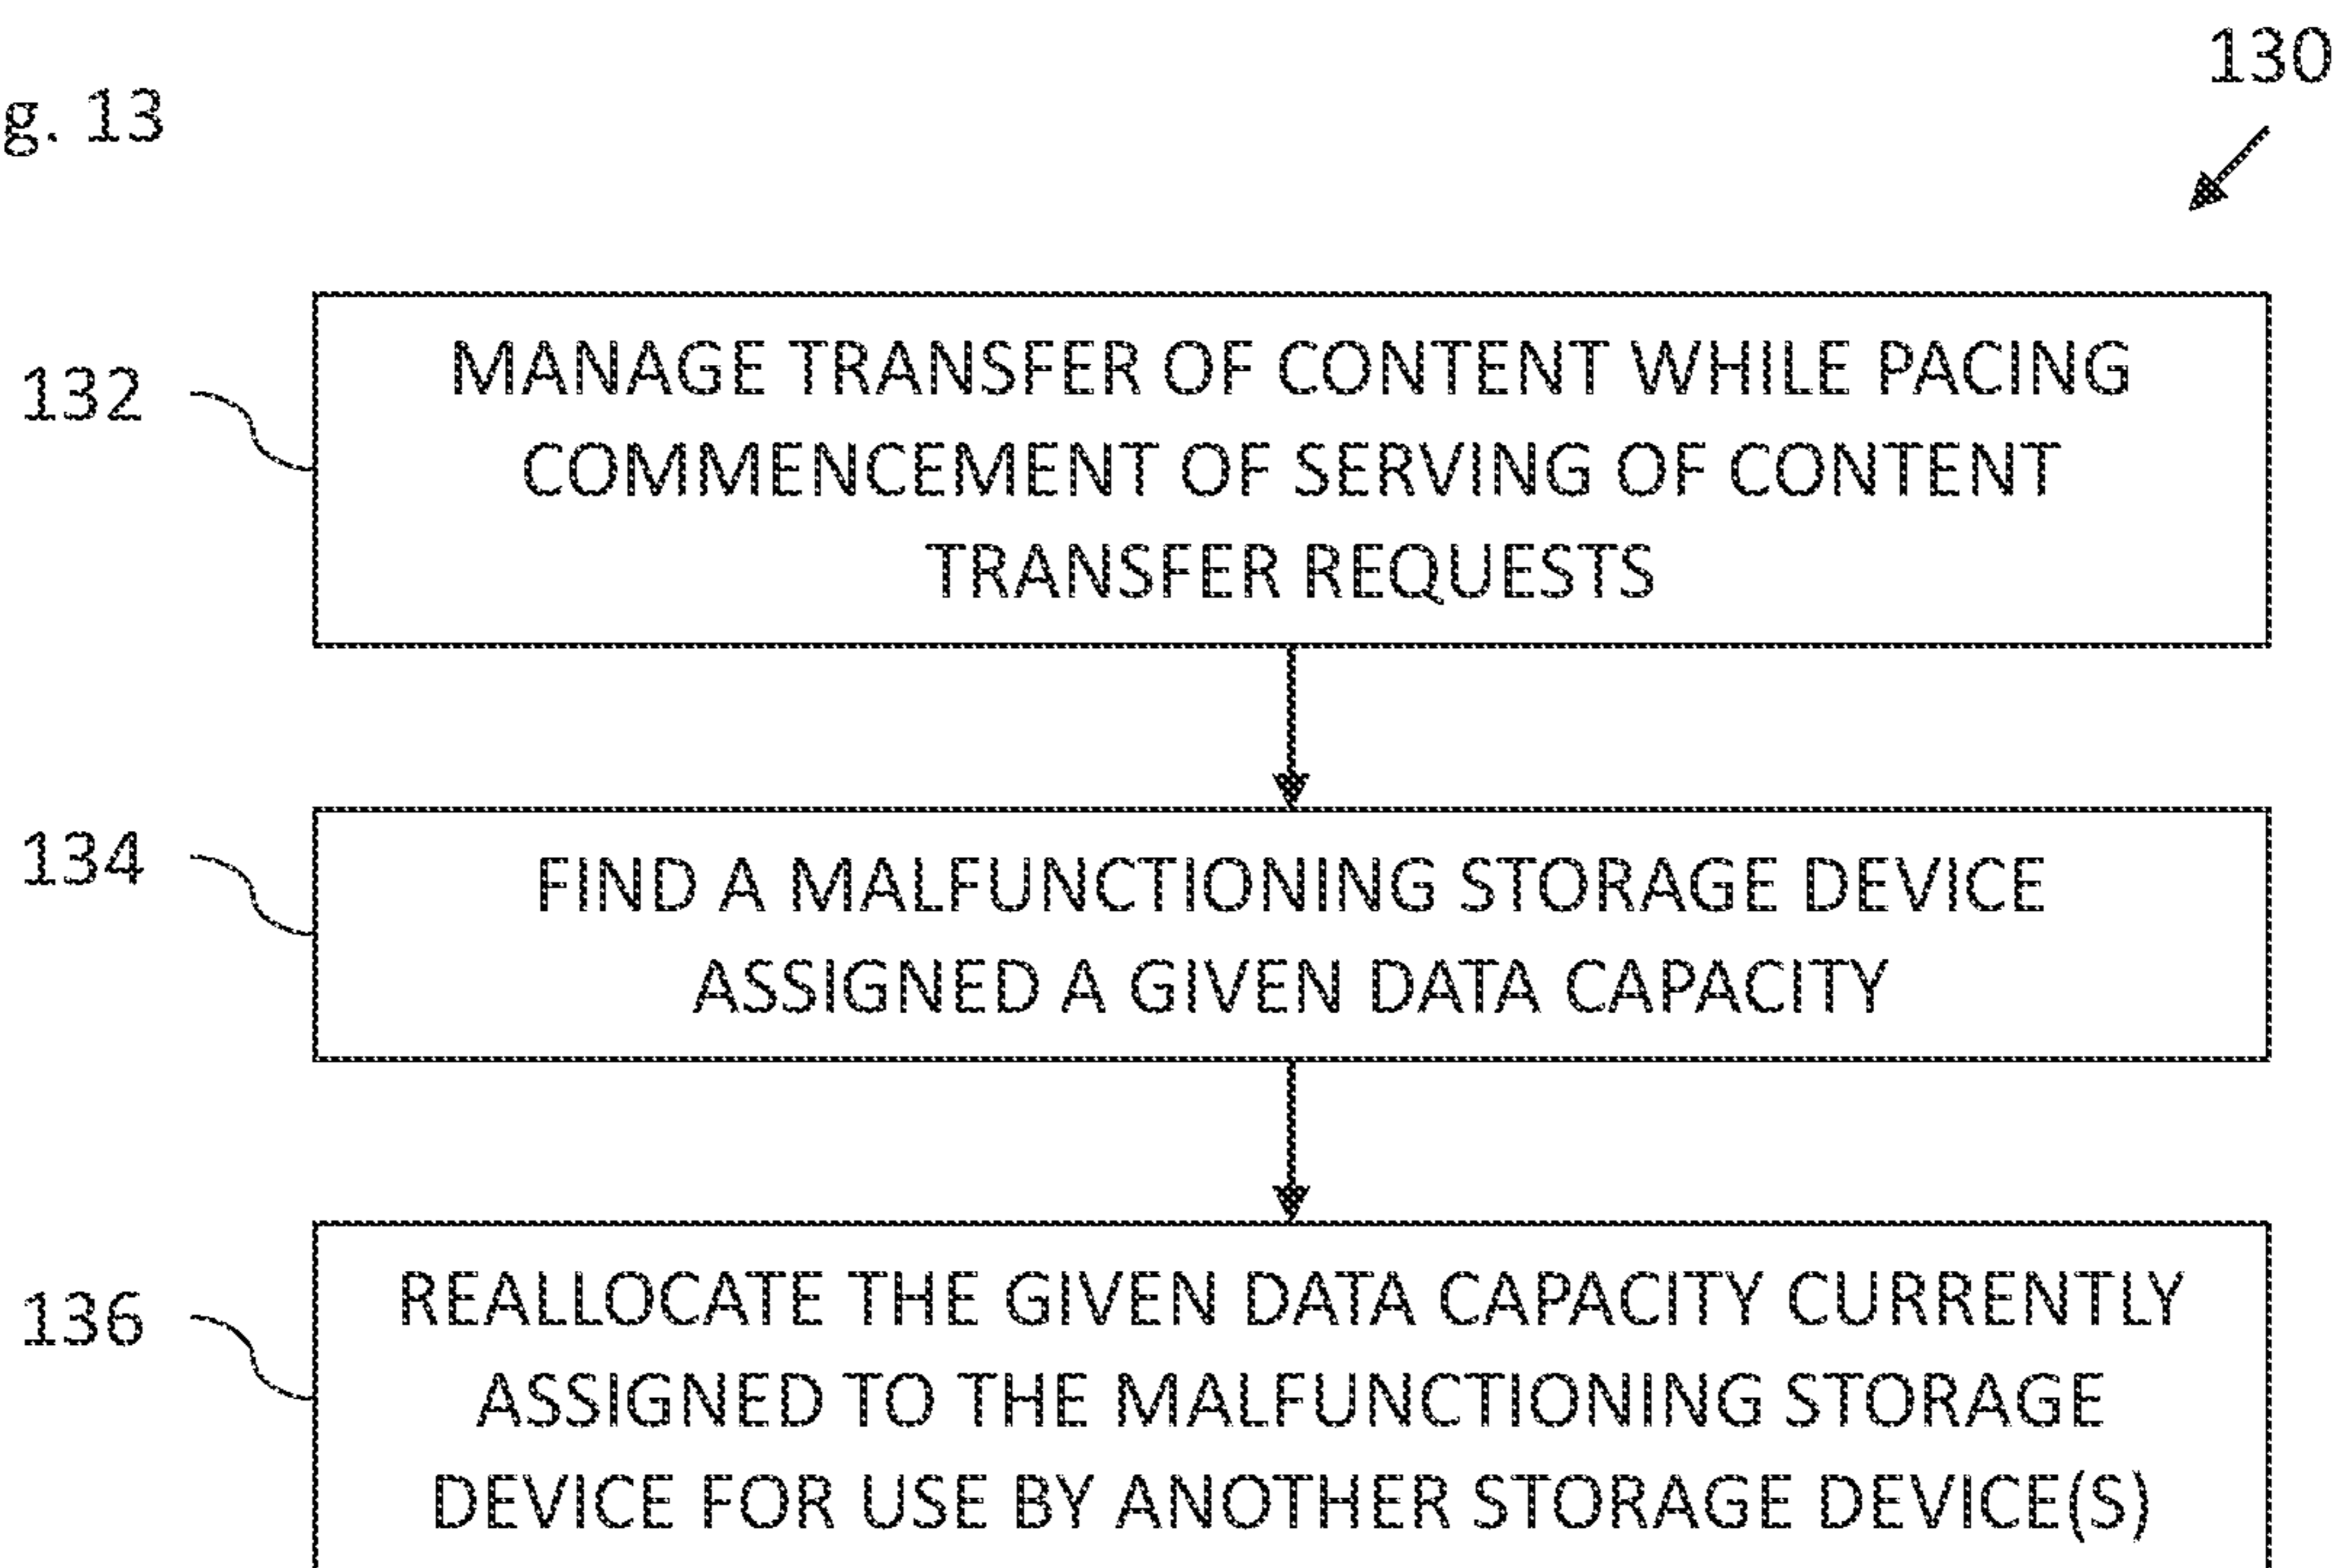 130
g. 13
132
MANAGE TRANSFER OF CONTENT WHILE PACING
COMMENCEMENT OF SERVING OF CONTENT
TRANSFER REQUESTS
134
FIND A MALFUNCTIONING STORAGE DEVICE
ASSIGNED A GIVEN DATA CAPACITY
136
REALLOCATE THE GIVEN DATA CAPACITY CURRENTLY
ASSIGNED TO THE MALFUNCTIONING STORAGE
DEVICE FOR USE BY ANOTHER STORAGE DEVICE(S)